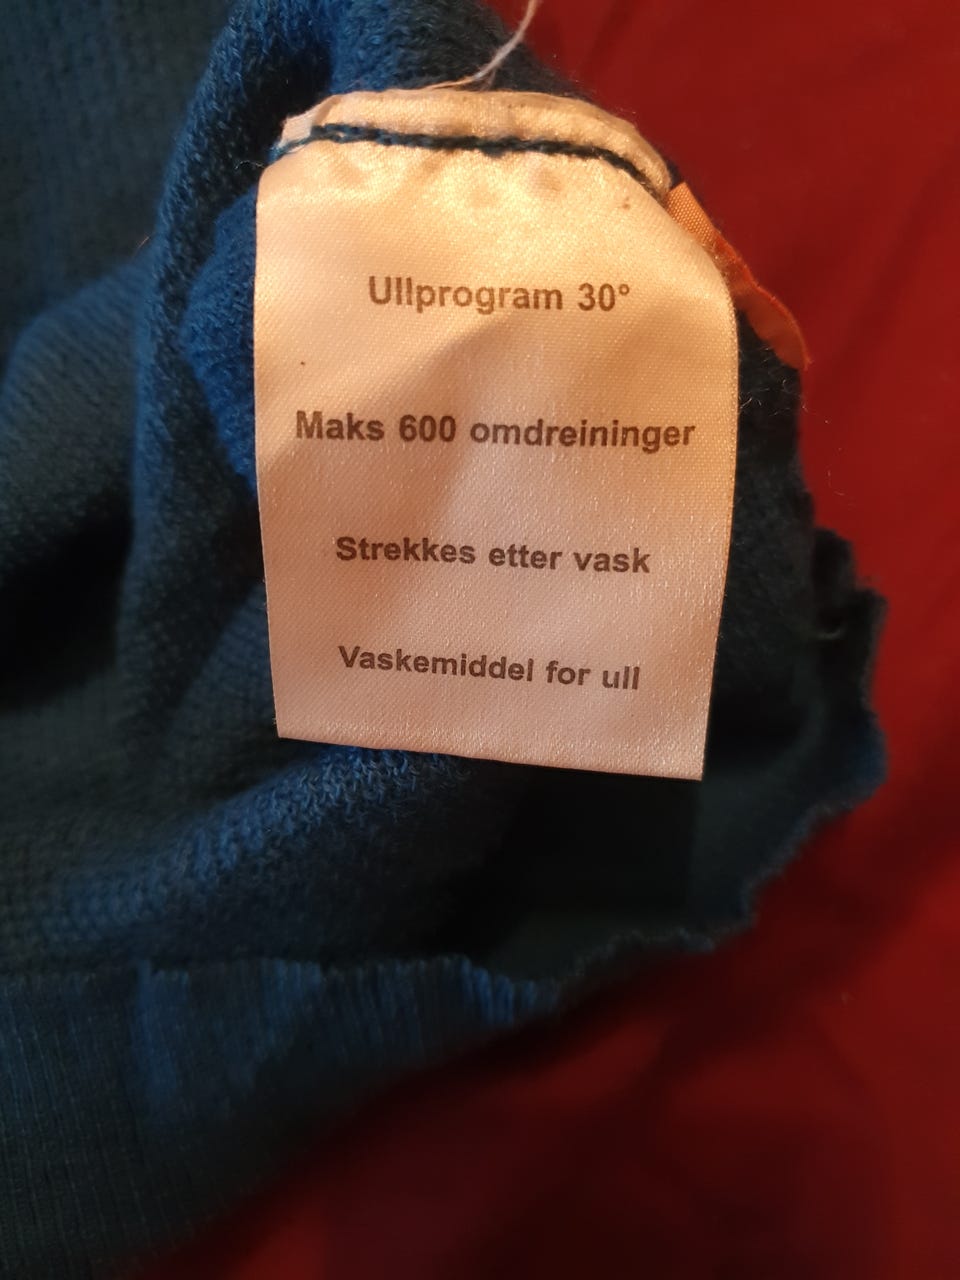 Ullprogram 30°
Maks 600 omdreininger
Strekkes etter vask
Vaskemiddel for ull